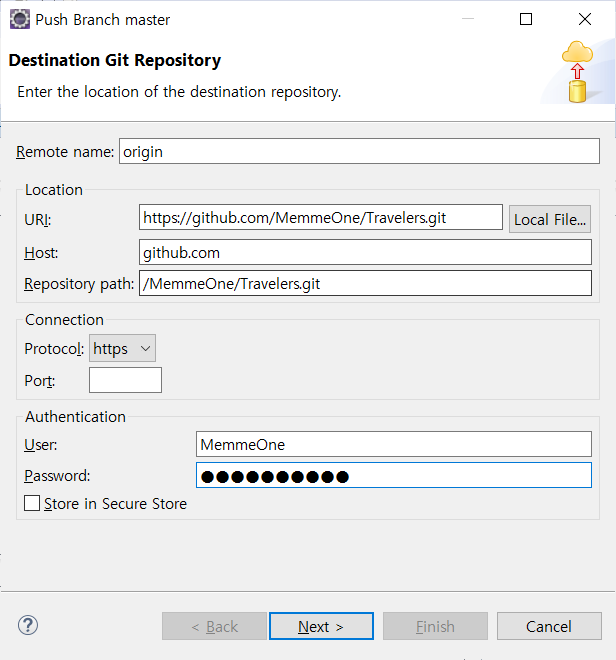 Push Branch master
Destination Git Repository
Enter the location of the destination repository.
Remote name: origin
Location
URI: https://github.com/MemmeOne/Travelers.git Local File...
Host: github.com
Repository path: /MemmeOne/Travelers.git
Connection
Protocol: https
Port:
Authentication
User: MemmeOne
Password: ●●●●●●●●●●
Store in Secure Store
? < Back Next > Finish Cancel